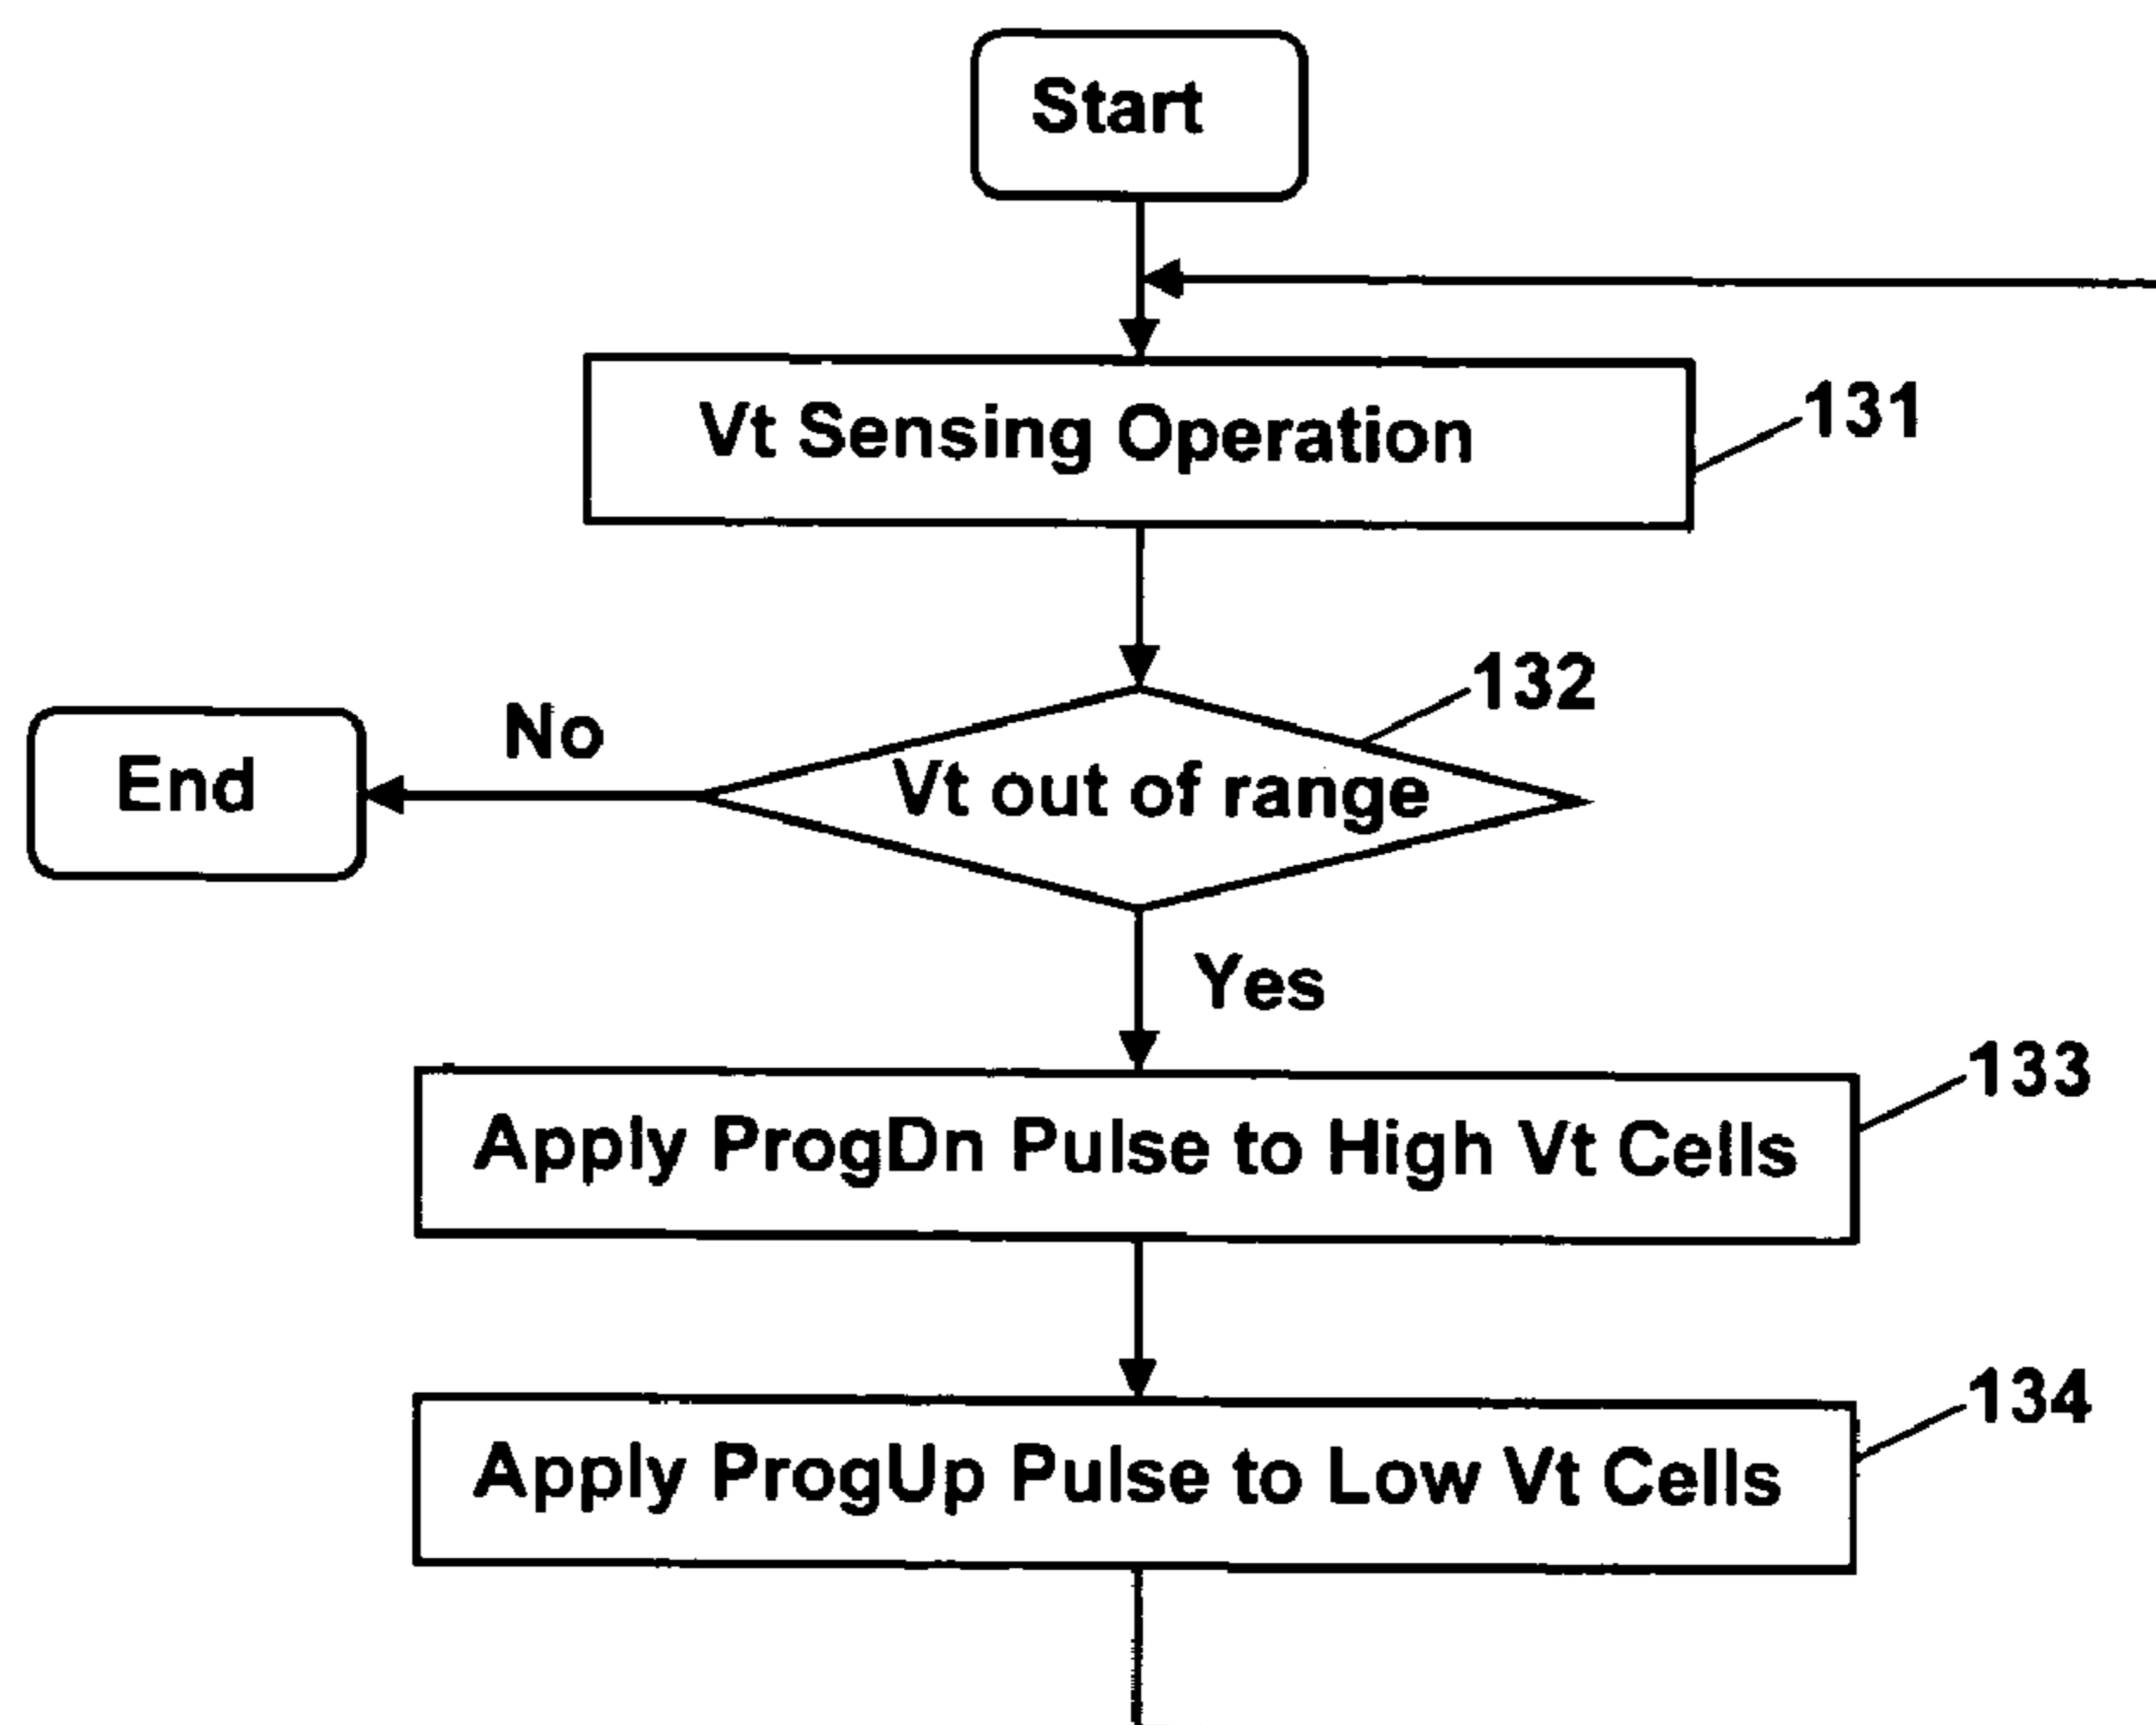 Start
Vt Sensing Operation
131
132
No
End
Vt out of range
Yes
133
Apply ProgDn Pulse to High Vt Cells
134
Apply ProgUp Pulse to Low Vt Cells